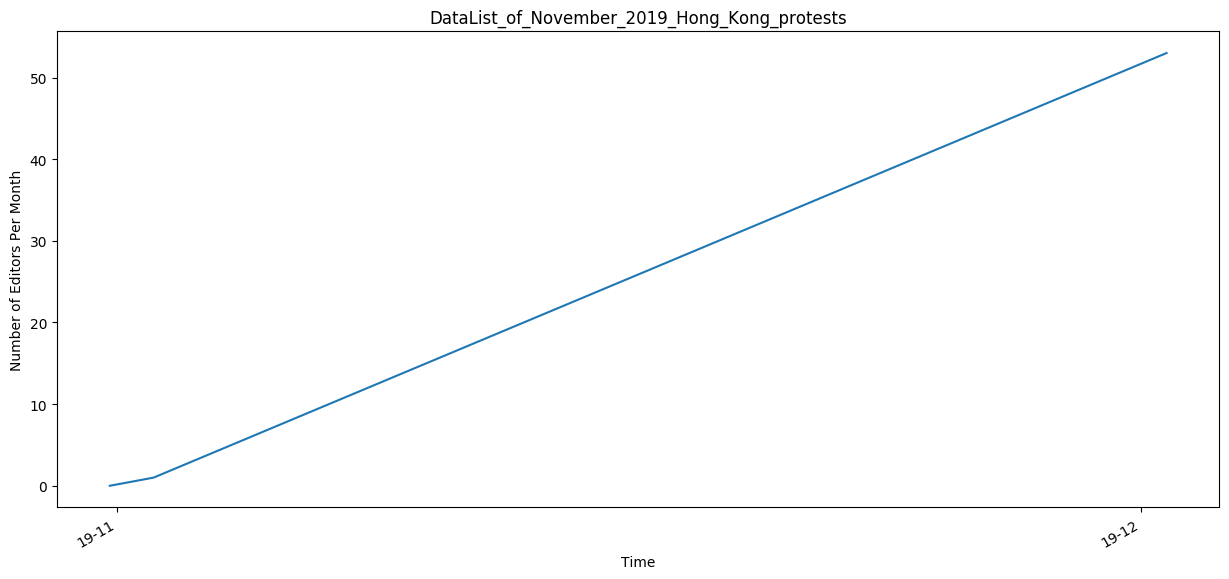 DataList_of_November_2019_Hong_Kong_protests
Number of Editors Per Month
50
40
30
20
10
0
19-11
19-12
Time